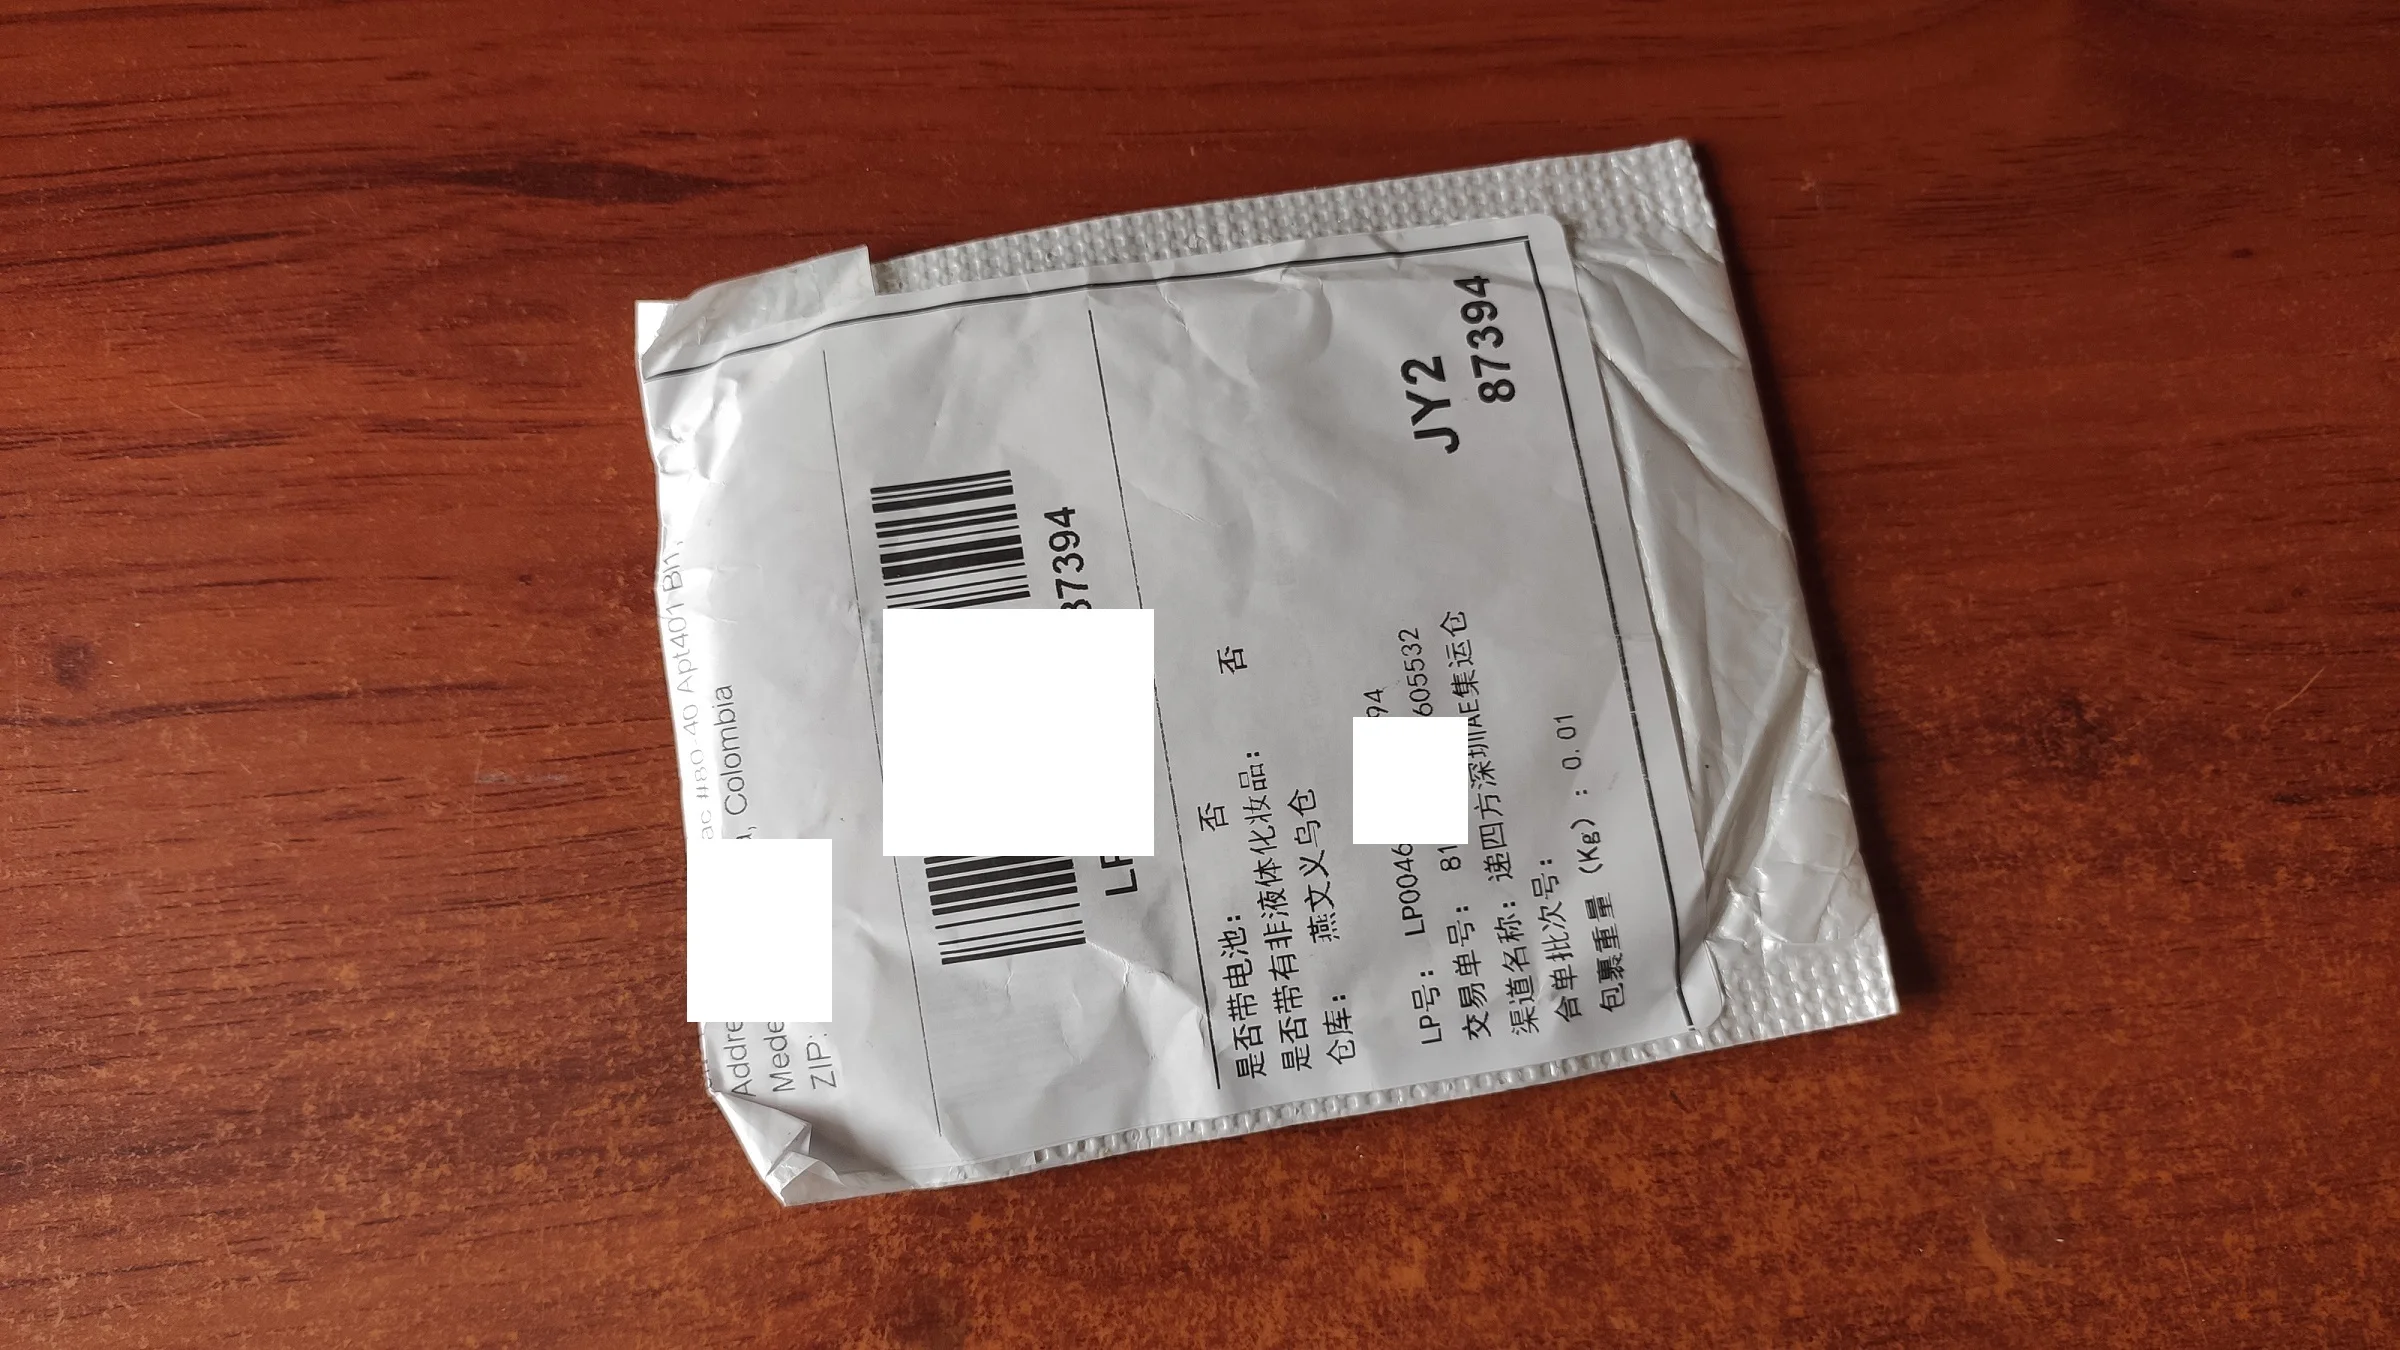 Addre ac #80-40 Apt401 Bl1,
Mede , Colombia
ZIP:
87394
是否带电池： 否
是否带有非液体化妆品： 否
仓库： 燕文义乌仓
LP号： LP0046 94
交易单号： 81 605532
渠道名称： 递四方深圳AE集运仓
含单批次号：
包裹重量（Kg）: 0.01
JY2
87394